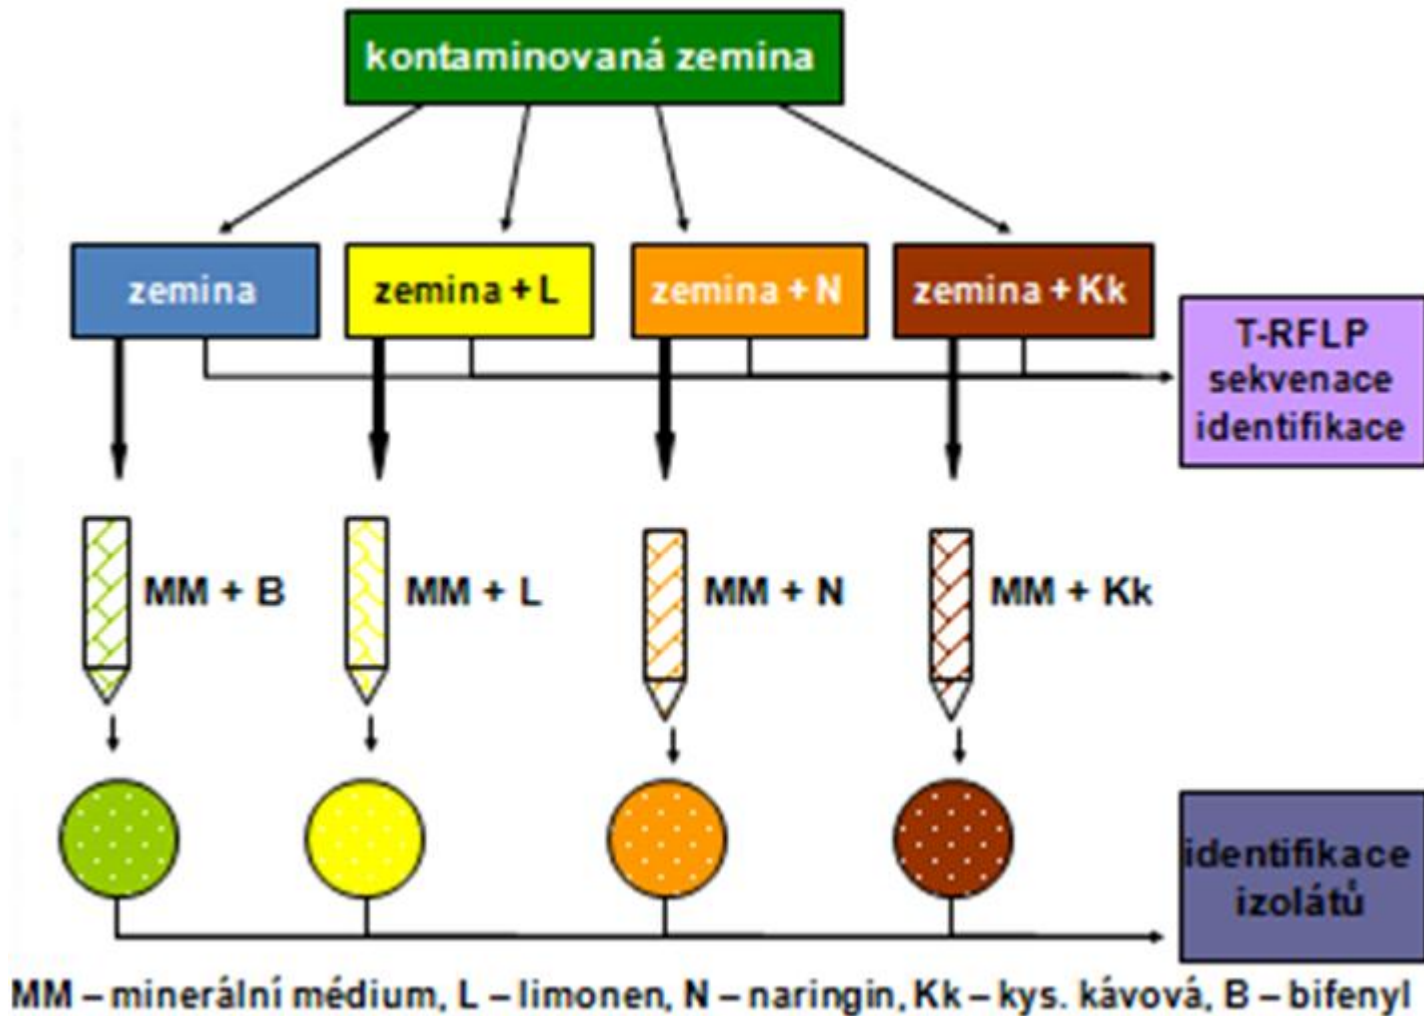 kontaminovaná zemina
zemina
zemina + L
zemina + N
zemina + Kk
T-RFLP
sekvenace
identifikace
MM + B
MM + L
MM + N
MM + Kk
identifikace
izolátů
MM – minerální médium, L – limonen, N – naringin, Kk – kys. kávová, B – bifenyl